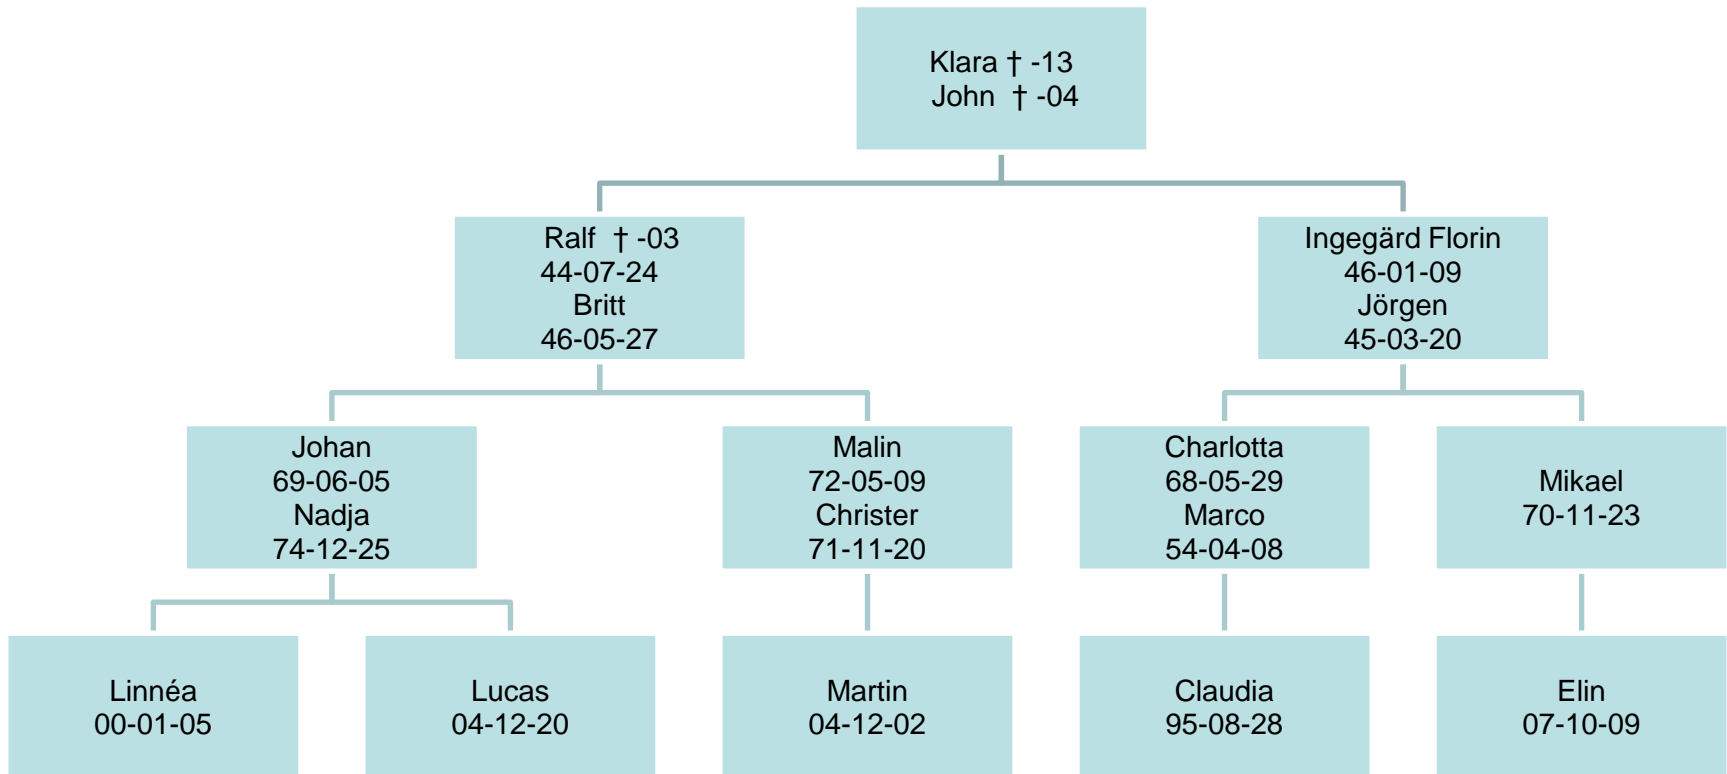 Klara † -13
John † -04
Ralf † -03
44-07-24
Britt
46-05-27
Ingegärd Florin
46-01-09
Jörgen
45-03-20
Johan
69-06-05
Nadja
74-12-25
Malin
72-05-09
Christer
71-11-20
Charlotta
68-05-29
Marco
54-04-08
Mikael
70-11-23
Linnéa
00-01-05
Lucas
04-12-20
Martin
04-12-02
Claudia
95-08-28
Elin
07-10-09